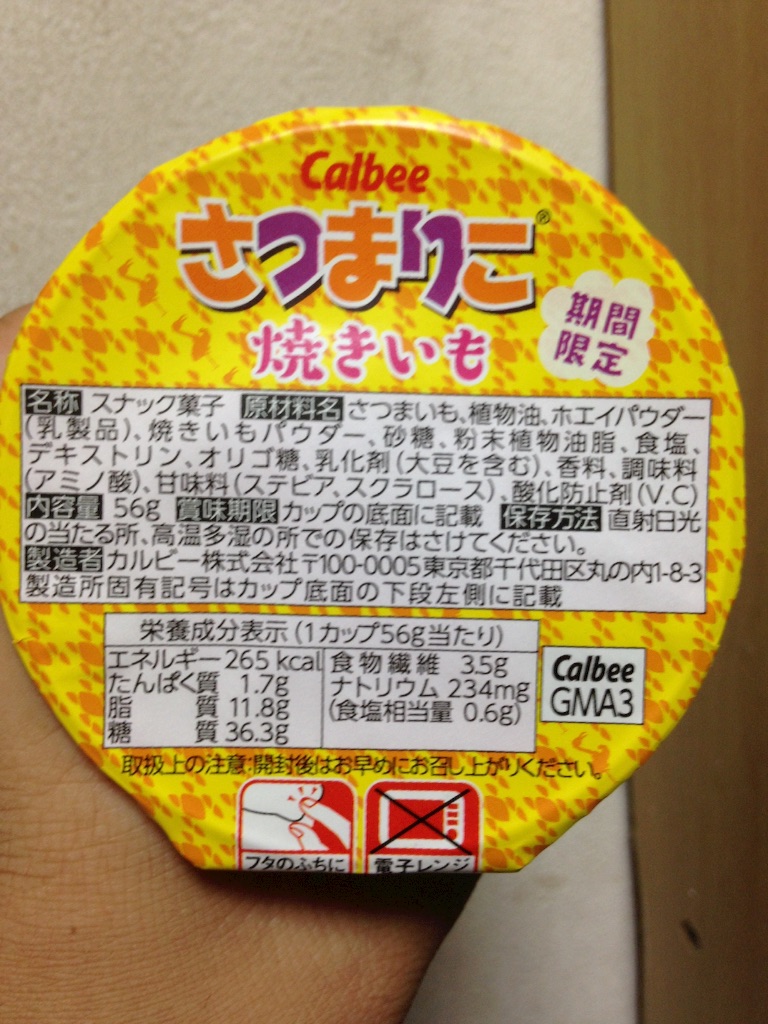 Calbee
さつまりこ®
焼きいも
期間
限定
名称 スナック菓子 原材料名 さつまいも、植物油、ホエイパウダー
(乳製品)、焼きいもパウダー、砂糖、粉末植物油脂、食塩、
デキストリン、オリゴ糖、乳化剤(大豆を含む)、香料、調味料
(アミノ酸)、甘味料(ステビア、スクラロース)、酸化防止剤(V.C)
内容量 56g 賞味期限 カップの底面に記載 保存方法 直射日光
の当たる所、高温多湿の所での保存はさけてください。
製造者 カルビー株式会社 〒100-0005 東京都千代田区丸の内1-8-3
製造所固有記号はカップ底面の下段左側に記載
栄養成分表示(1カップ56g当たり)
エネルギー 265 kcal
たんぱく質 1.7g
脂質 11.8g
糖質 36.3g
食物繊維 3.5g
ナトリウム 234mg
(食塩相当量 0.6g)
Calbee
GMA3
取扱上の注意:開封後はお早めにお召し上がりください。
フタのふちに
電子レンジ